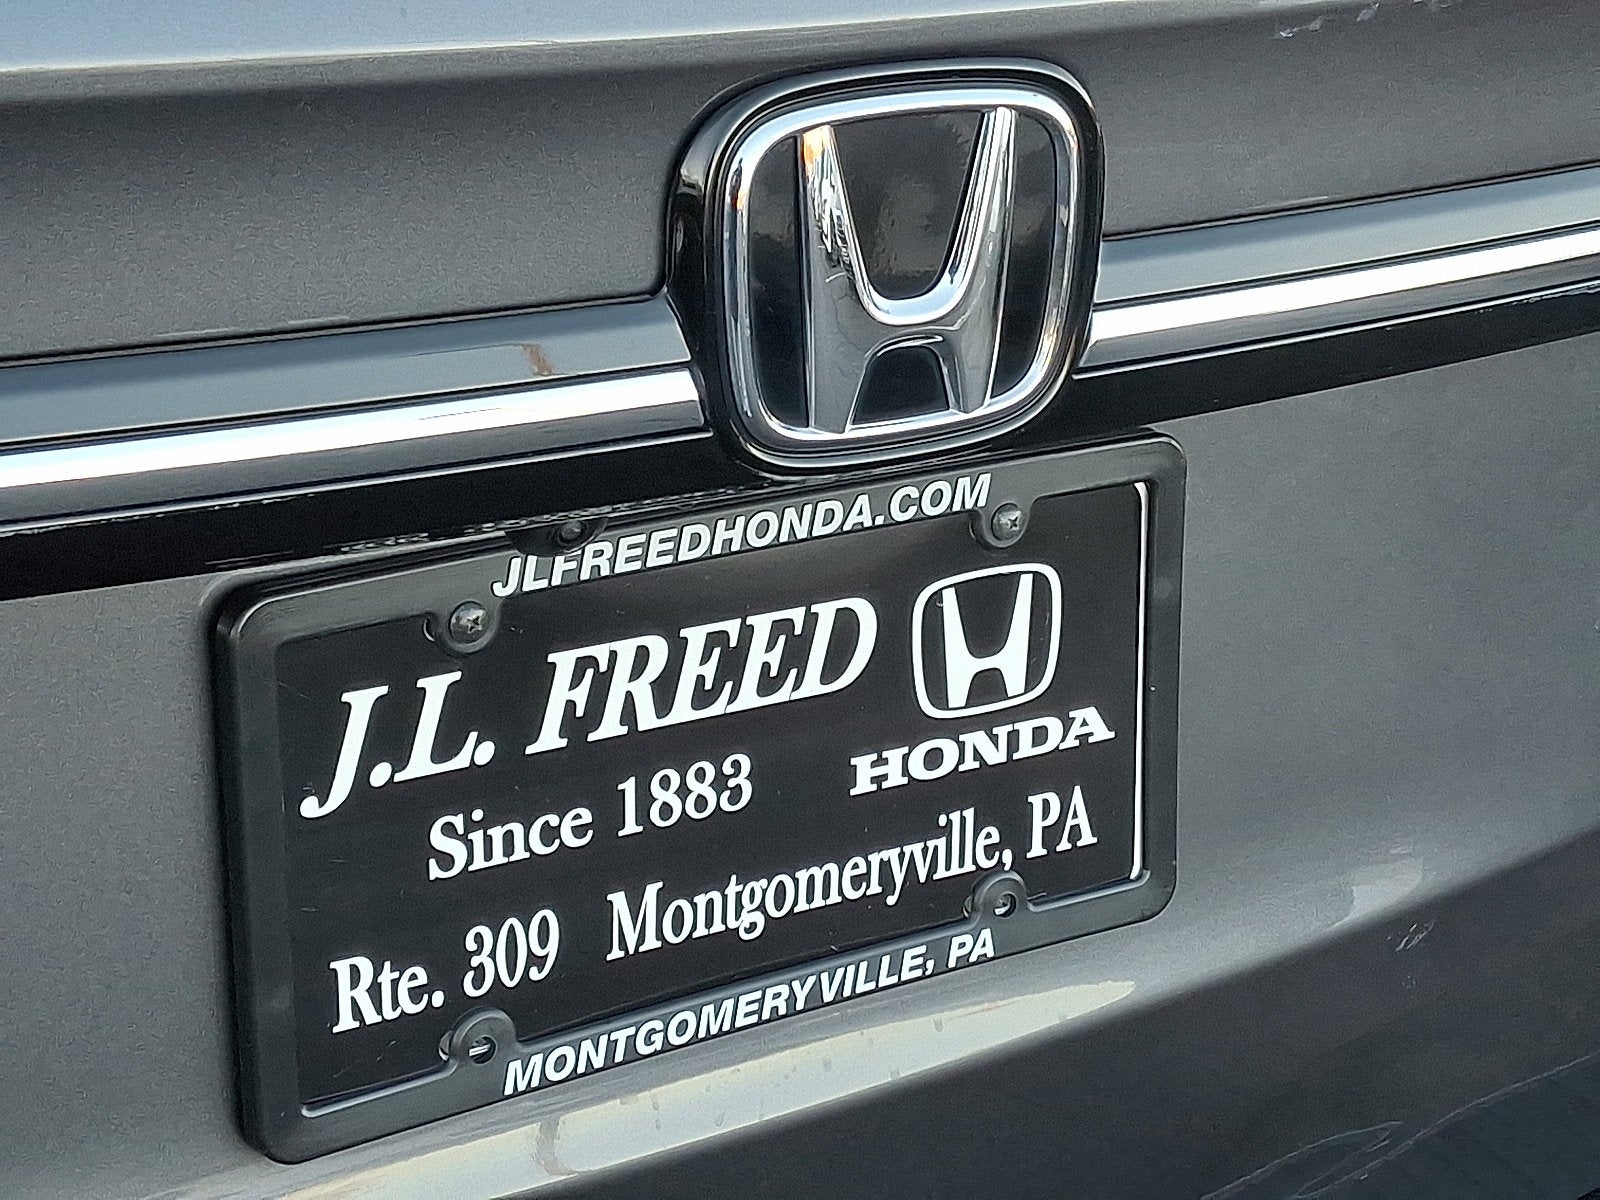 JLFREEDHONDA.COM
J.L. FREED
HONDA
Since 1883
Rte. 309 Montgomeryville, PA
MONTGOMERYVILLE, PA